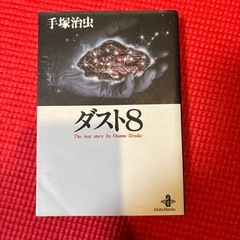 手塚治虫
ダスト8
The best story by Osamu Tezuka
Akita Bunko